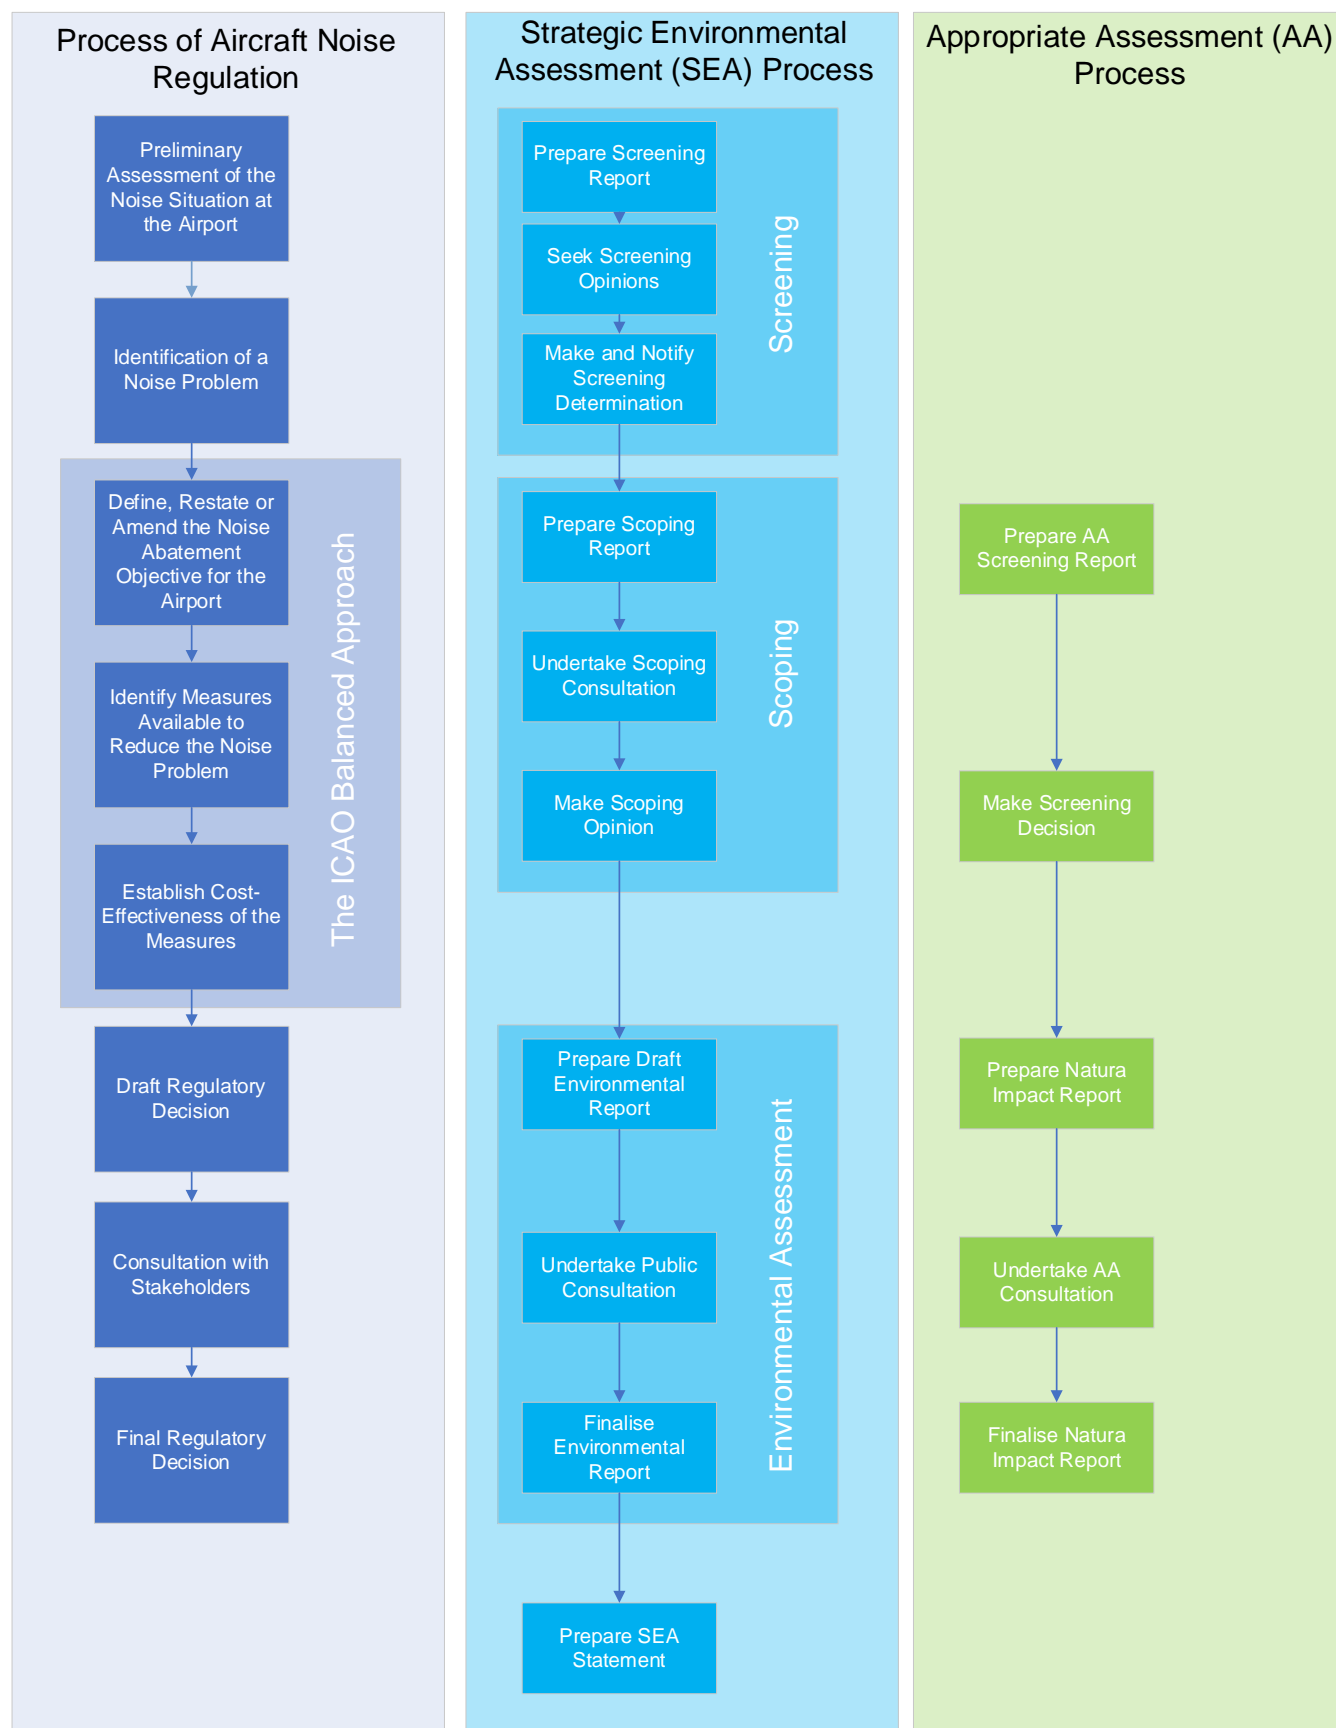 Process of Aircraft Noise
Regulation
Preliminary
Assessment of the
Noise Situation at
the Airport
Identification of a
Noise Problem
The ICAO Balanced Approach
Define, Restate or
Amend the Noise
Abatement
Objective for the
Airport
Identify Measures
Available to
Reduce the Noise
Problem
Establish Cost-
Effectiveness of the
Measures
Draft Regulatory
Decision
Consultation with
Stakeholders
Final Regulatory
Decision
Strategic Environmental
Assessment (SEA) Process
Screening
Prepare Screening
Report
Seek Screening
Opinions
Make and Notify
Screening
Determination
Scoping
Prepare Scoping
Report
Undertake Scoping
Consultation
Make Scoping
Opinion
Environmental Assessment
Prepare Draft
Environmental
Report
Undertake Public
Consultation
Finalise
Environmental
Report
Prepare SEA
Statement
Appropriate Assessment (AA)
Process
Prepare AA
Screening Report
Make Screening
Decision
Prepare Natura
Impact Report
Undertake AA
Consultation
Finalise Natura
Impact Report